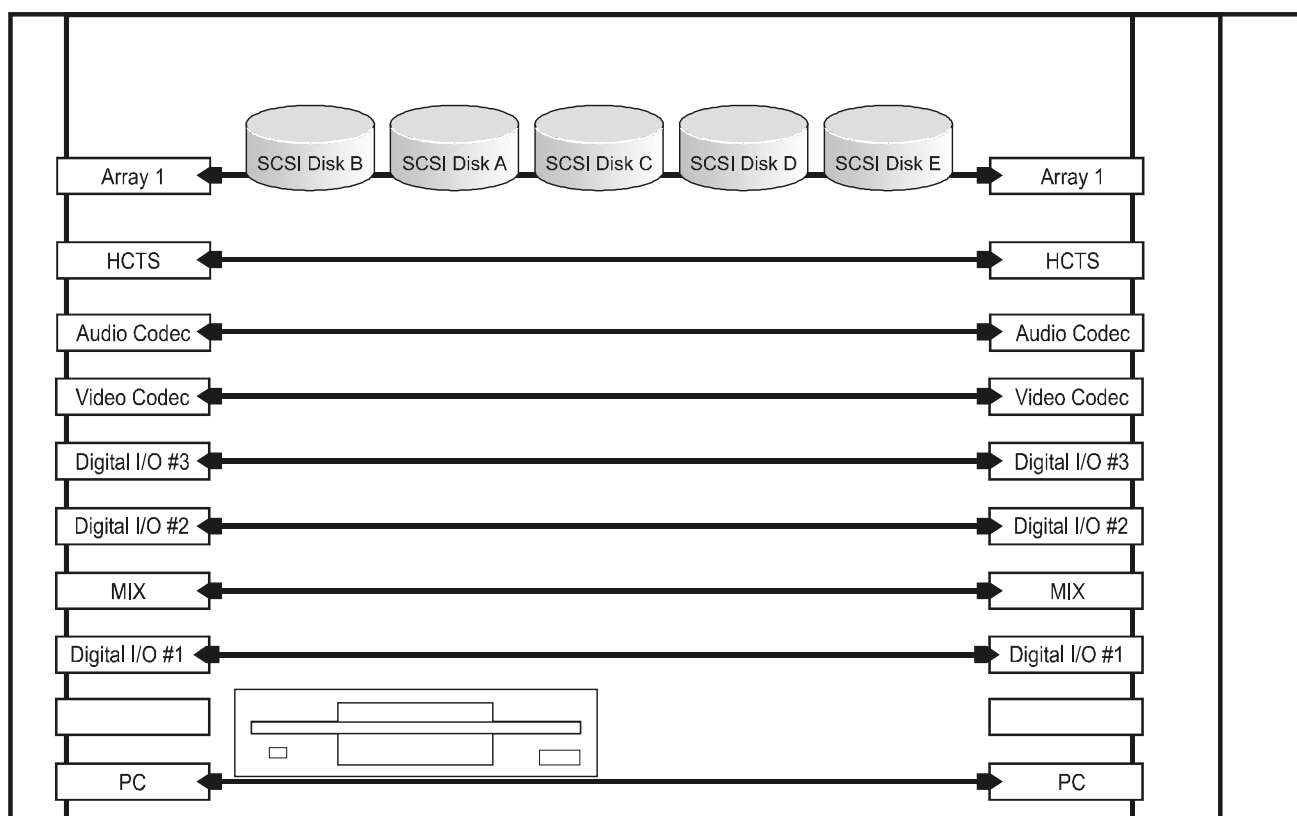 SCSI Disk B SCSI Disk A SCSI Disk C SCSI Disk D SCSI Disk E
Array 1 Array 1
HCTS HCTS
Audio Codec Audio Codec
Video Codec Video Codec
Digital I/O #3 Digital I/O #3
Digital I/O #2 Digital I/O #2
MIX MIX
Digital I/O #1 Digital I/O #1
PC PC